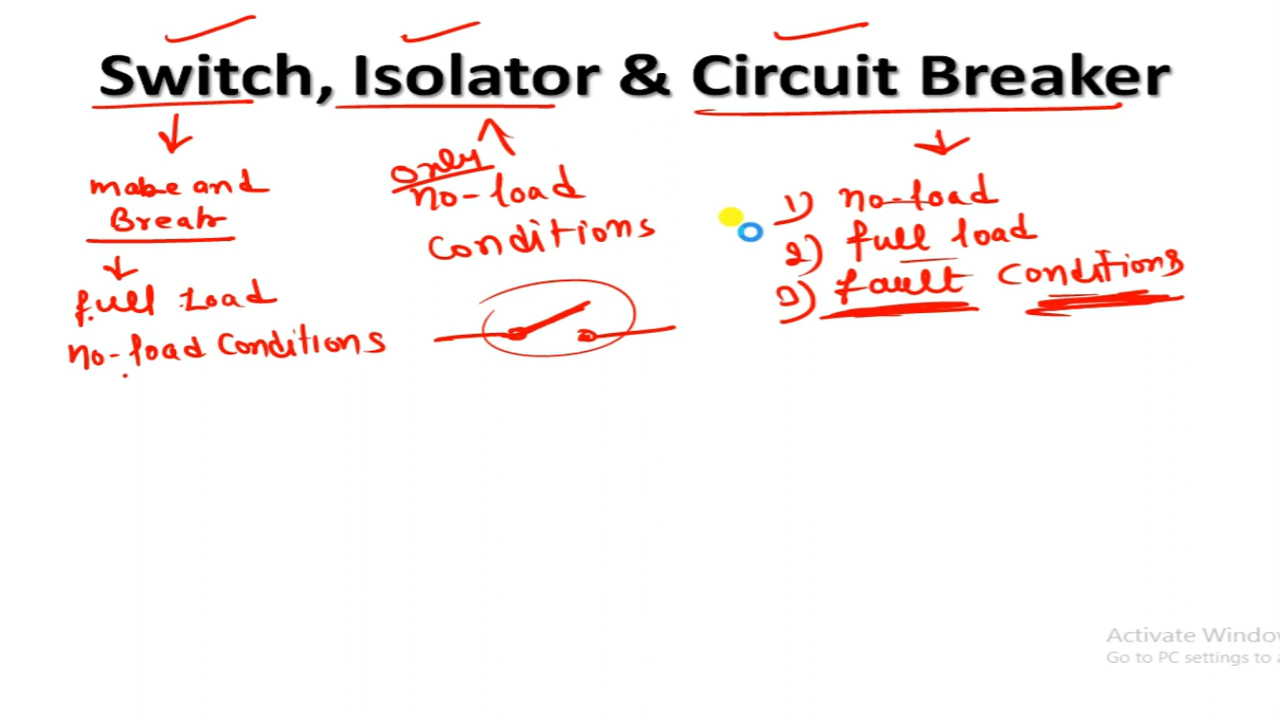 Switch, Isolator & Circuit Breaker
make and
Break
full Load
no-load Conditions
only
no-load
conditions
1) no-load
2) full load
3) fault conditions
Activate Window
Go to PC settings to a